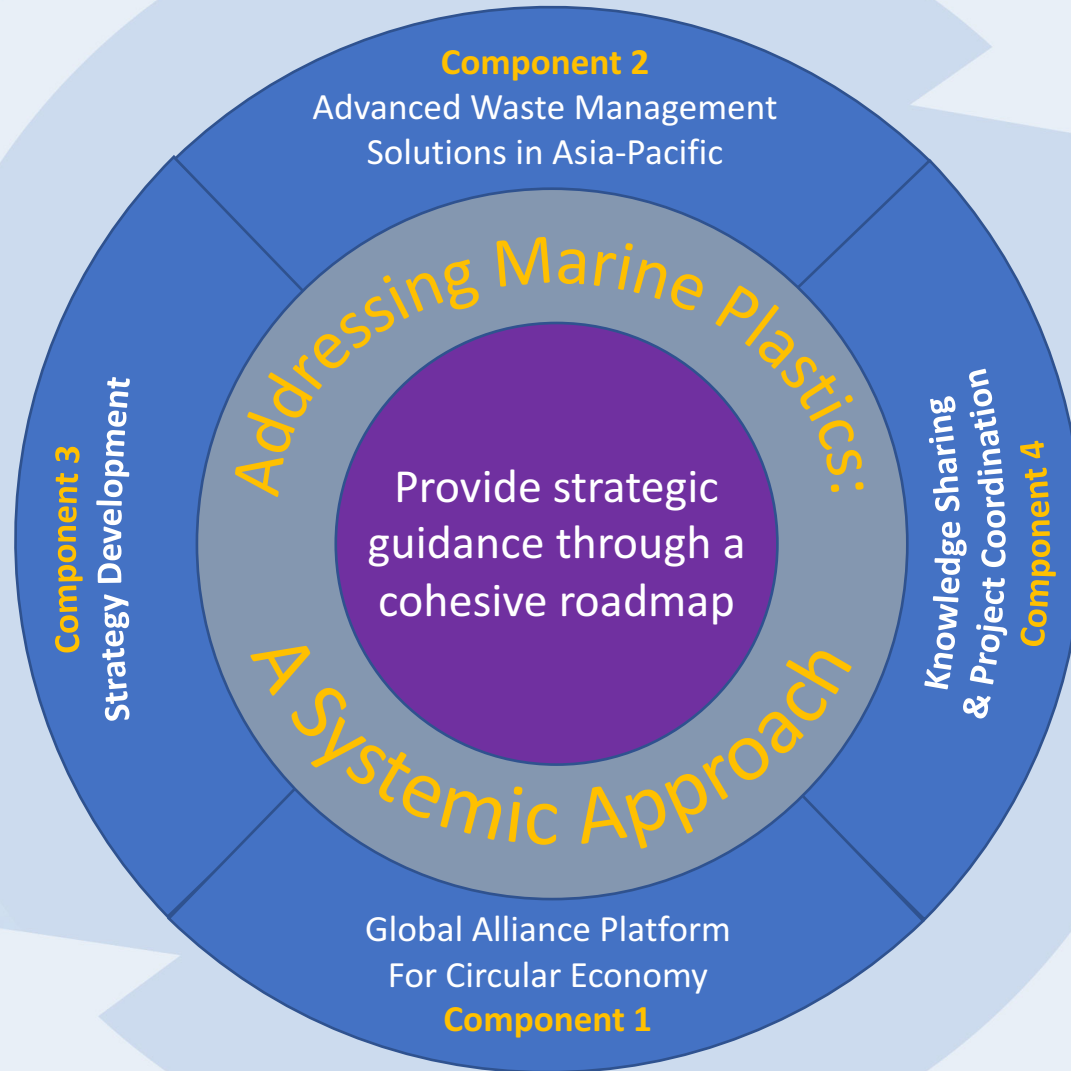 Component 2
Advanced Waste Management
Solutions in Asia-Pacific
Addressing Marine Plastics:
A Systemic Approach
Provide strategic
guidance through a
cohesive roadmap
Component 3
Strategy Development
Knowledge Sharing
& Project Coordination
Component 4
Global Alliance Platform
For Circular Economy
Component 1